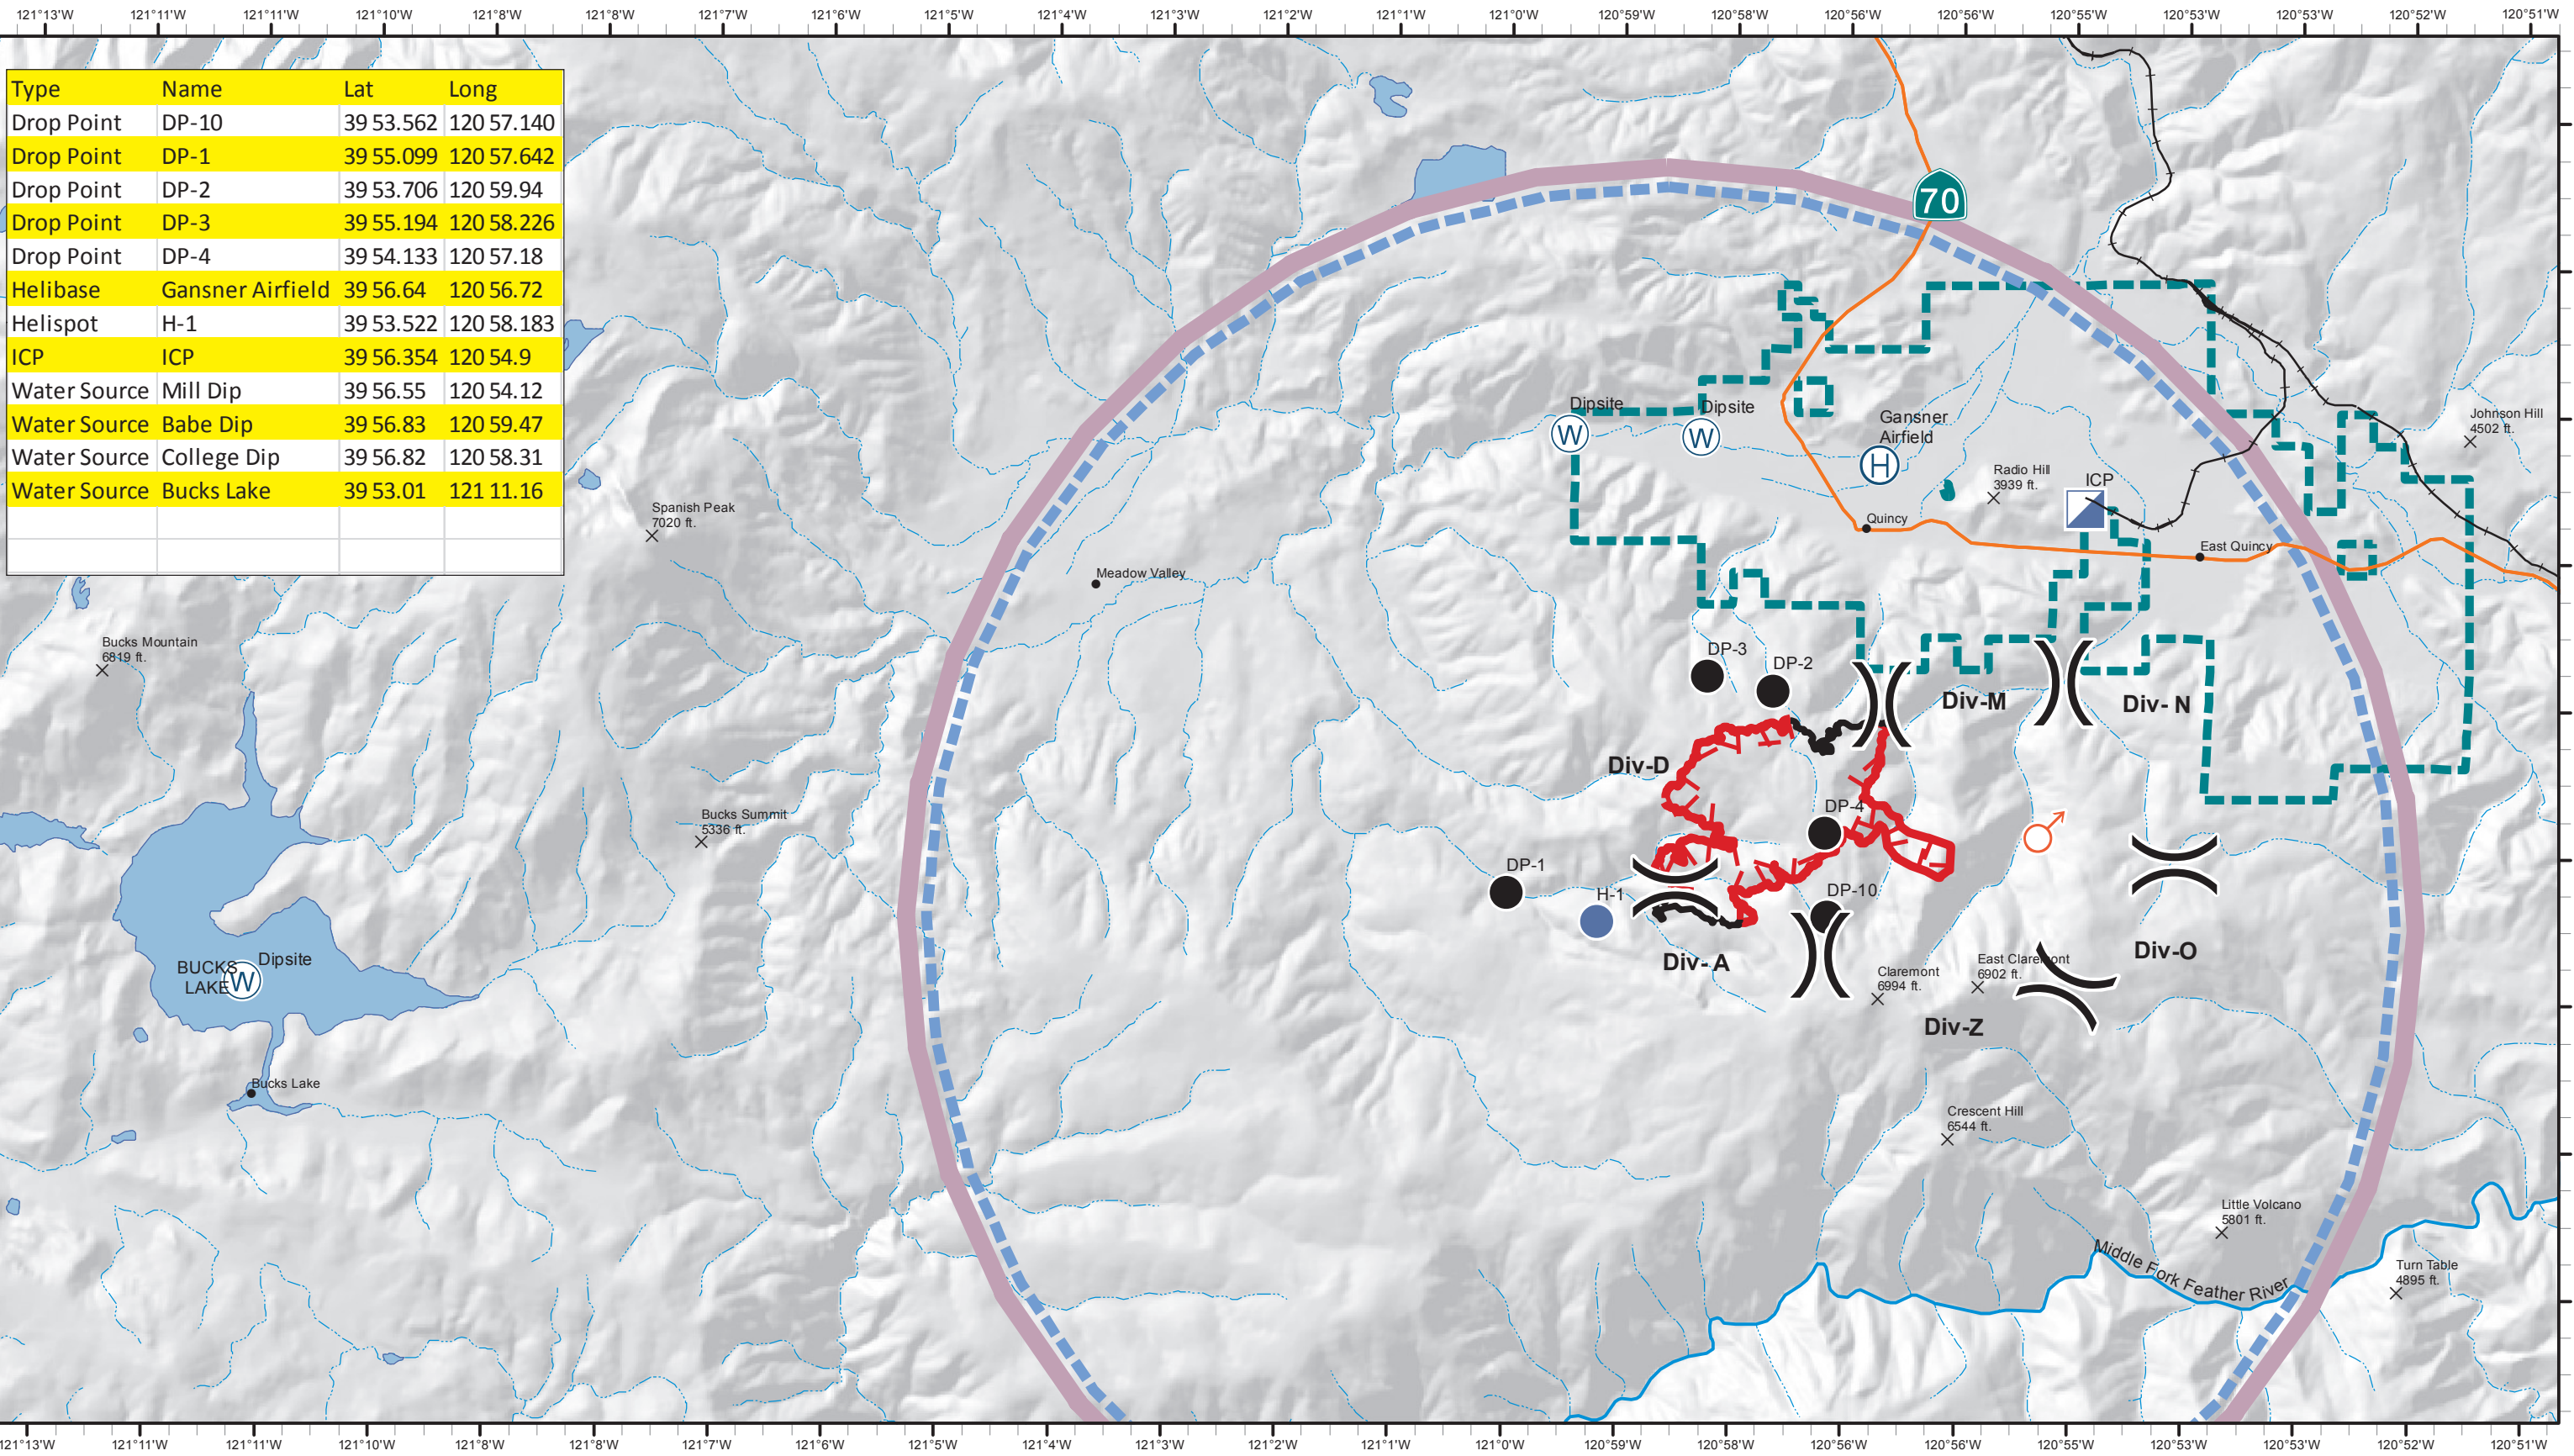 121°13'W 121°11'W 121°11'W 121°10'W 121°8'W 121°8'W 121°7'W 121°6'W 121°5'W 121°4'W 121°3'W 121°2'W 121°1'W 121°0'W 120°59'W 120°58'W 120°56'W 120°56'W 120°55'W 120°53'W 120°53'W 120°52'W 120°51'W
Type Name Lat Long
Drop Point DP-10 39 53.562 120 57.140
Drop Point DP-1 39 55.099 120 57.642
Drop Point DP-2 39 53.706 120 59.94
Drop Point DP-3 39 55.194 120 58.226
Drop Point DP-4 39 54.133 120 57.18
Helibase Gansner Airfield 39 56.64 120 56.72
Helispot H-1 39 53.522 120 58.183
ICP ICP 39 56.354 120 54.9
Water Source Mill Dip 39 56.55 120 54.12
Water Source Babe Dip 39 56.83 120 59.47
Water Source College Dip 39 56.82 120 58.31
Water Source Bucks Lake 39 53.01 121 11.16
70
Dipsite
W
Dipsite
W
Gansner
Airfield
H
Johnson Hill
4502 ft.
Radio Hill
3939 ft.
ICP
Spanish Peak
7020 ft.
Quincy
East Quincy
Meadow Valley
Bucks Mountain
6819 ft.
DP-3
DP-2
Div-M
Div- N
Div-D
Bucks Summit
5336 ft.
DP-4
DP-1
H-1
DP-10
Div- A
Div-O
BUCKS
LAKE
W
Dipsite
Claremont
6994 ft.
East Claremont
6902 ft.
Div-Z
Bucks Lake
Crescent Hill
6544 ft.
Little Volcano
5801 ft.
Middle Fork Feather River
Turn Table
4895 ft.
121°13'W 121°11'W 121°11'W 121°10'W 121°8'W 121°8'W 121°7'W 121°6'W 121°5'W 121°4'W 121°3'W 121°2'W 121°1'W 121°0'W 120°59'W 120°58'W 120°56'W 120°56'W 120°55'W 120°53'W 120°53'W 120°52'W 120°51'W